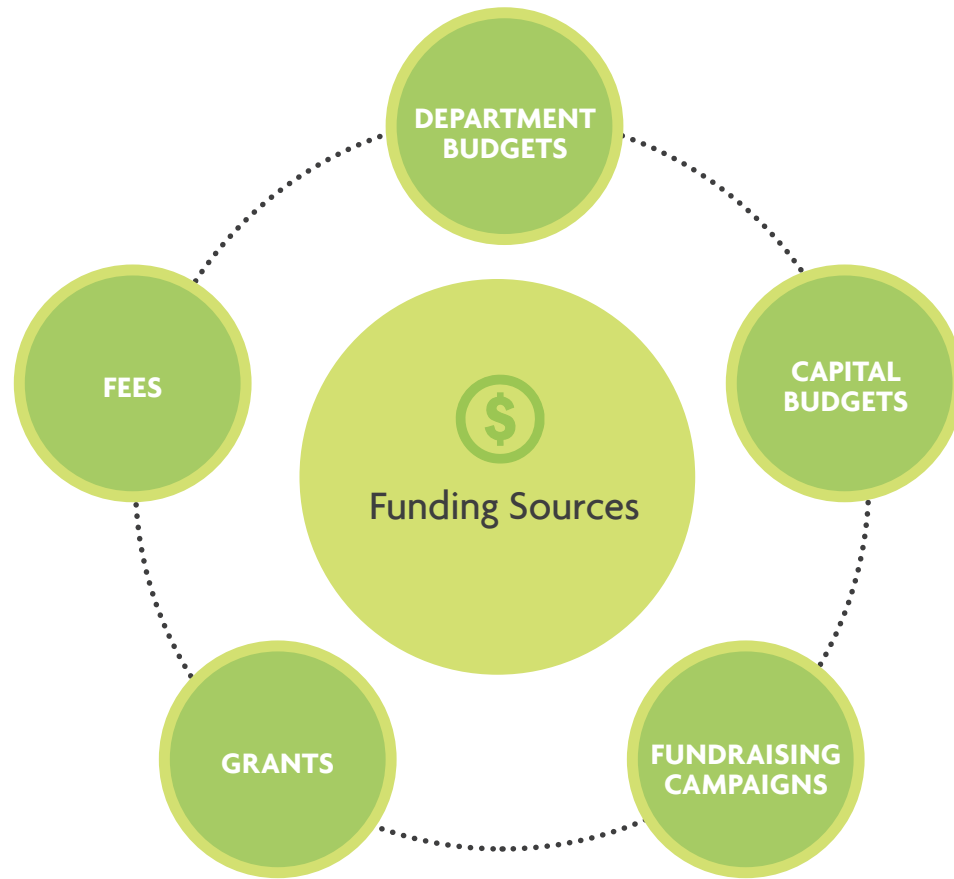 DEPARTMENT
BUDGETS
FEES
CAPITAL
BUDGETS
$
Funding Sources
GRANTS
FUNDRAISING
CAMPAIGNS